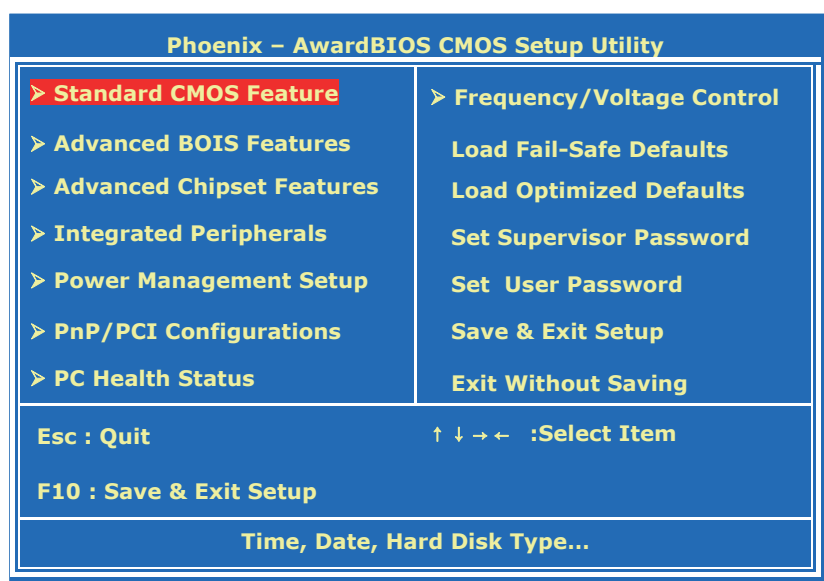 Phoenix – AwardBIOS CMOS Setup Utility
➢ Standard CMOS Feature
➢ Advanced BOIS Features
➢ Advanced Chipset Features
➢ Integrated Peripherals
➢ Power Management Setup
➢ PnP/PCI Configurations
➢ PC Health Status
➢ Frequency/Voltage Control
Load Fail-Safe Defaults
Load Optimized Defaults
Set Supervisor Password
Set User Password
Save & Exit Setup
Exit Without Saving
Esc : Quit
↑ ↓ → ← :Select Item
F10 : Save & Exit Setup
Time, Date, Hard Disk Type...